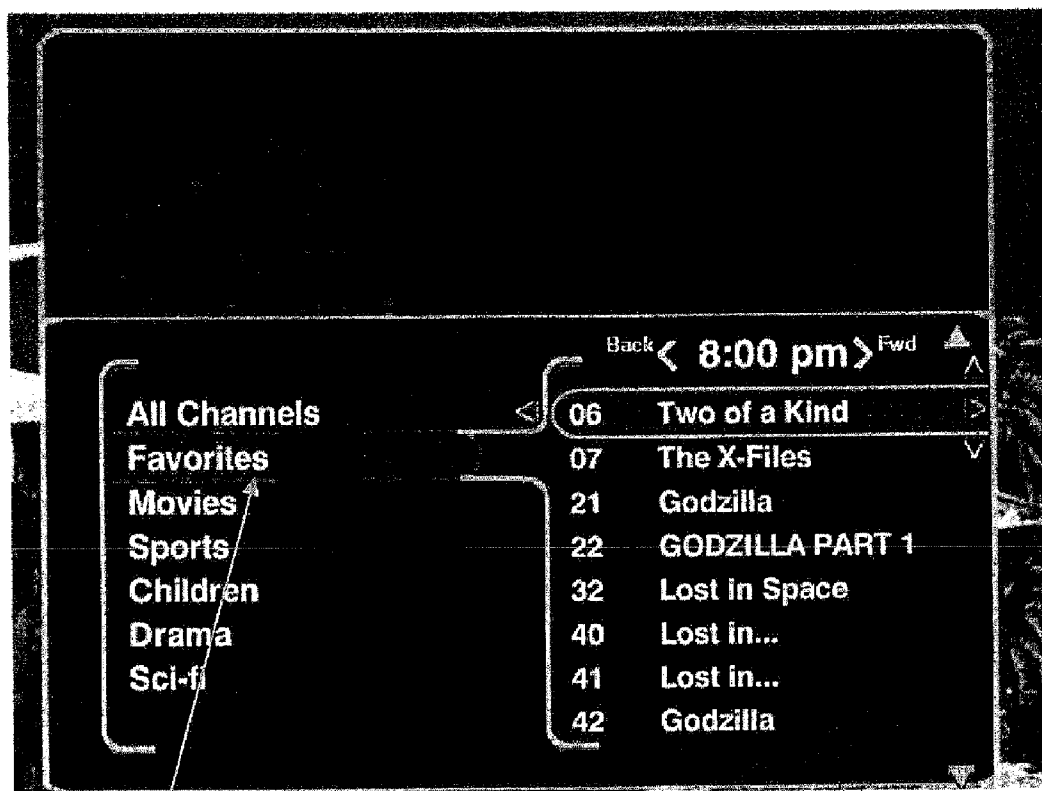 Back < 8:00 pm > Fwd
All Channels
Favorites
Movies
Sports
Children
Drama
Sci-fi
< 06 Two of a Kind >
07 The X-Files
21 Godzilla
22 GODZILLA PART 1
32 Lost in Space
40 Lost in...
41 Lost in...
42 Godzilla